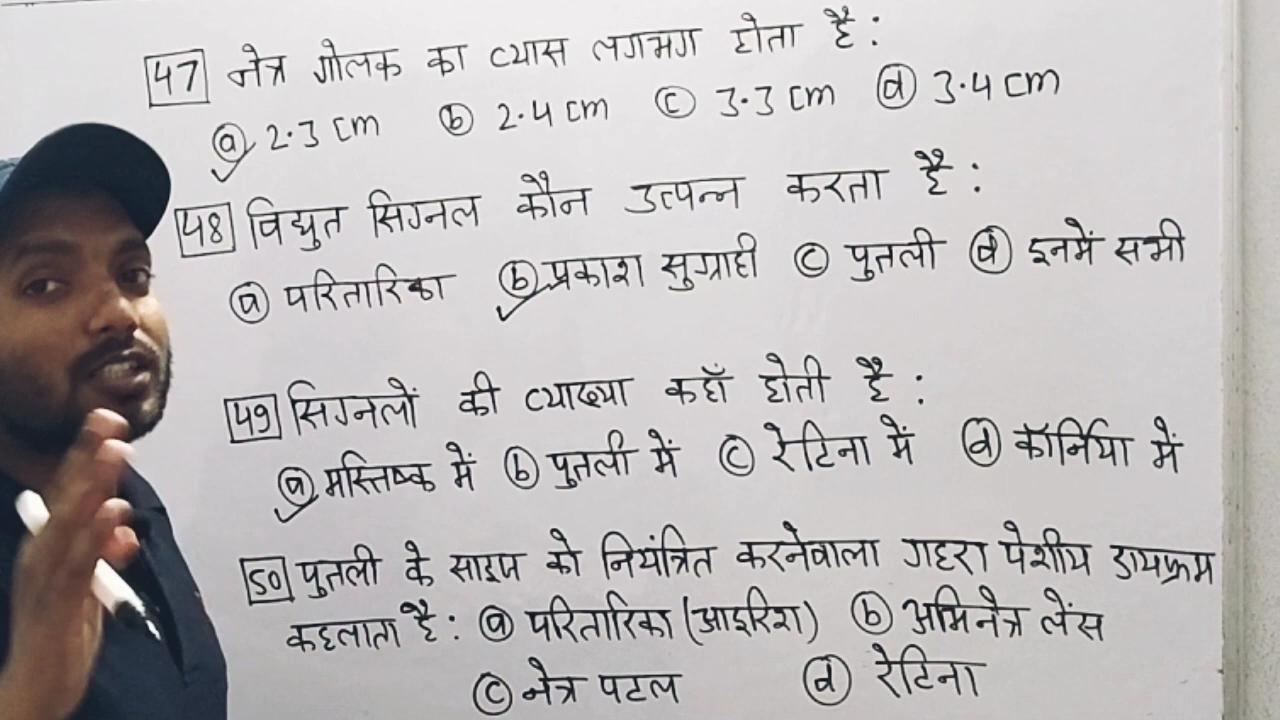 47 नेत्र गोलक का व्यास लगभग होता है :
ⓐ 2.3 cm ⓑ 2.4 cm ⓒ 3.3 cm ⓓ 3.4 cm
48 विद्युत सिग्नल कौन उत्पन्न करता है :
ⓐ परितारिका ⓑ प्रकाश सुग्राही ⓒ पुतली ⓓ इनमें सभी
49 सिग्नलों की व्याख्या कहाँ होती है :
ⓐ मस्तिष्क में ⓑ पुतली में ⓒ रेटिना में ⓓ कॉर्निया में
50 पुतली के साइज को नियंत्रित करनेवाला गहरा पेशीय डायफ्रम
कहलाता है : ⓐ परितारिका (आइरिश) ⓑ अभिनेत्र लेंस
ⓒ नेत्र पटल ⓓ रेटिना